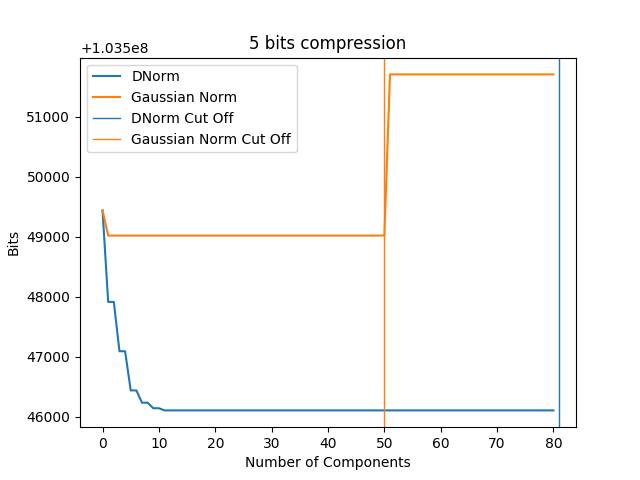 +1.035e8
5 bits compression
DNorm
Gaussian Norm
DNorm Cut Off
Gaussian Norm Cut Off
51000
50000
49000
48000
47000
46000
Bits
0 10 20 30 40 50 60 70 80
Number of Components